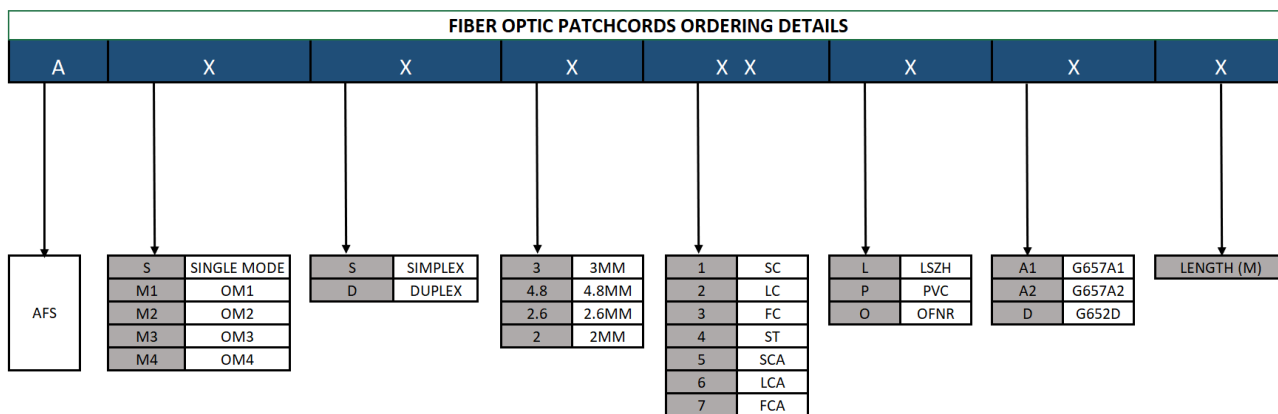 FIBER OPTIC PATCHCORDS ORDERING DETAILS
A X X X X X X X X
AFS S SINGLE MODE S SIMPLEX 3 3MM 1 SC L LSZH A1 G657A1 LENGTH (M)
M1 OM1 D DUPLEX 4.8 4.8MM 2 LC P PVC A2 G657A2
M2 OM2 2.6 2.6MM 3 FC O OFNR D G652D
M3 OM3 2 2MM 4 ST
M4 OM4 5 SCA
6 LCA
7 FCA